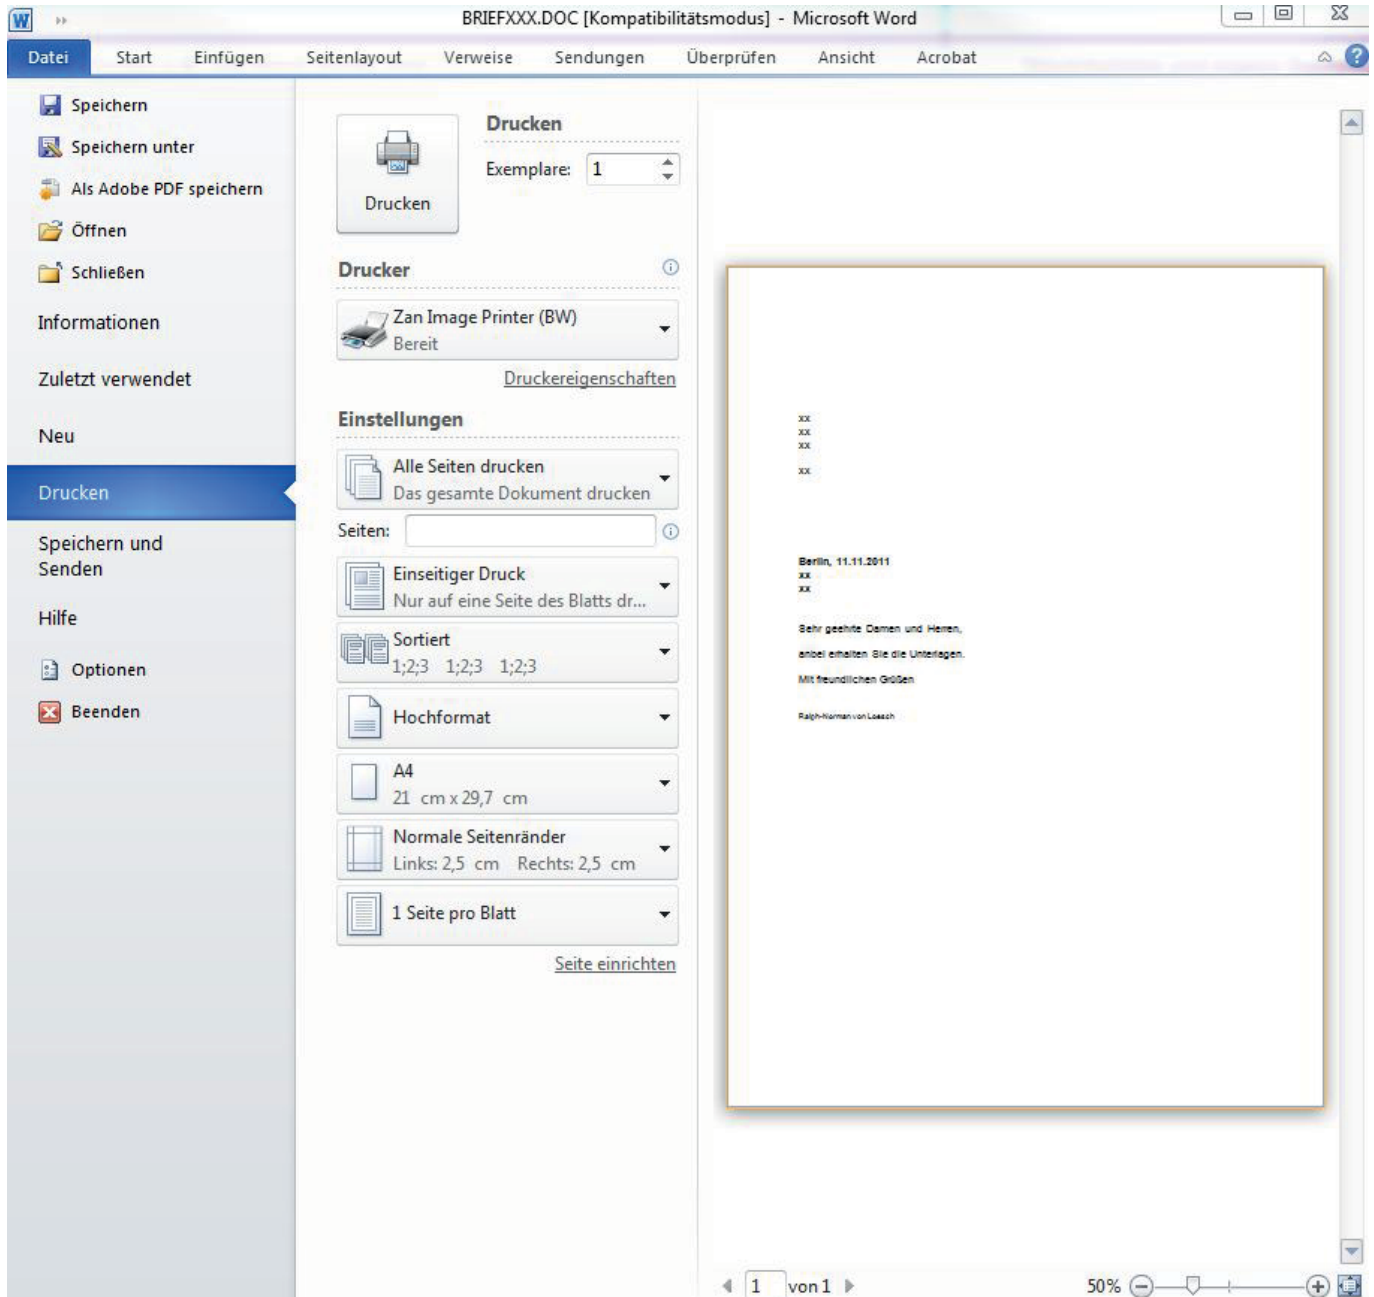 BRIEFXXX.DOC [Kompatibilitätsmodus] - Microsoft Word
Datei Start Einfügen Seitenlayout Verweise Sendungen Überprüfen Ansicht Acrobat
Speichern
Speichern unter
Als Adobe PDF speichern
Öffnen
Schließen
Informationen
Zuletzt verwendet
Neu
Drucken
Speichern und
Senden
Hilfe
Optionen
Beenden
Drucken
Drucken
Exemplare: 1
Drucker
Zan Image Printer (BW)
Bereit
Druckereigenschaften
Einstellungen
Alle Seiten drucken
Das gesamte Dokument drucken
Seiten:
Einseitiger Druck
Nur auf eine Seite des Blatts dr...
Sortiert
1;2;3 1;2;3 1;2;3
Hochformat
A4
21 cm x 29,7 cm
Normale Seitenränder
Links: 2,5 cm Rechts: 2,5 cm
1 Seite pro Blatt
Seite einrichten
xx
xx
xx
xx
Berlin, 11.11.2011
xx
xx
Sehr geehrte Damen und Herren,
anbei erhalten Sie die Unterlagen.
Mit freundlichen Grüßen
Ralph-Norman von Loesch
1 von 1
50%